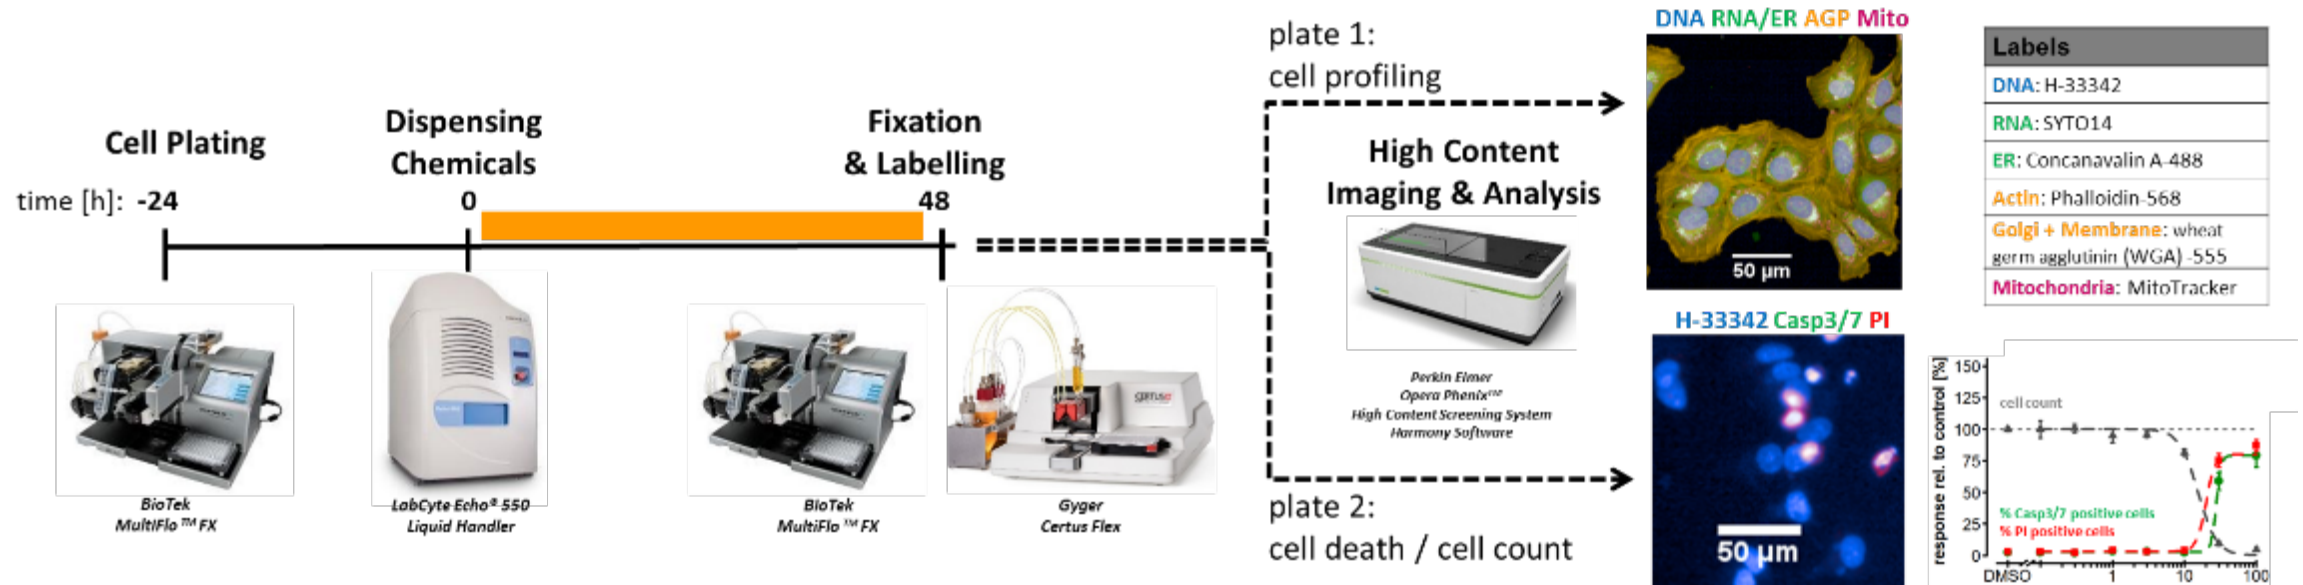 Cell Plating
Dispensing
Chemicals
Fixation
& Labelling
time [h]: -24
0
48
BioTek
MultiFlo™ FX
LabCyte Echo® 550
Liquid Handler
BioTek
MultiFlo™ FX
Gyger
Certus Flex
plate 1:
cell profiling
High Content
Imaging & Analysis
Perkin Elmer
Opera Phenix™
High Content Screening System
Harmony Software
plate 2:
cell death / cell count
DNA RNA/ER AGP Mito
50 µm
H-33342 Casp3/7 PI
50 µm
Labels
DNA: H-33342
RNA: SYTO14
ER: Concanavalin A-488
Actin: Phalloidin-568
Golgi + Membrane: wheat
germ agglutinin (WGA) -555
Mitochondria: MitoTracker
response rel. to control [%]
150
125
100
75
50
25
0
cell count
% Casp3/7 positive cells
% PI positive cells
DMSO
1
10
100